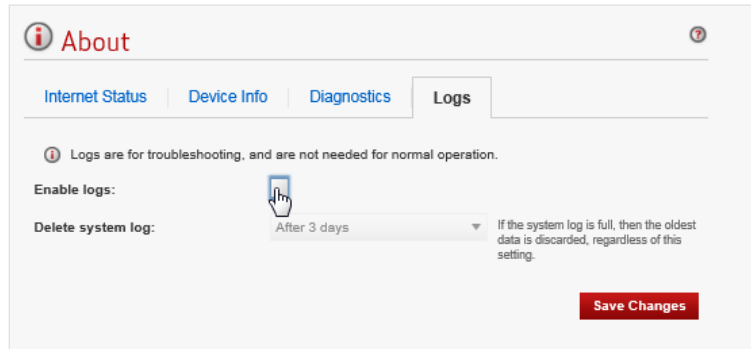 About
Internet Status
Device Info
Diagnostics
Logs
Logs are for troubleshooting, and are not needed for normal operation.
Enable logs:
Delete system log:
After 3 days
If the system log is full, then the oldest
data is discarded, regardless of this
setting.
Save Changes